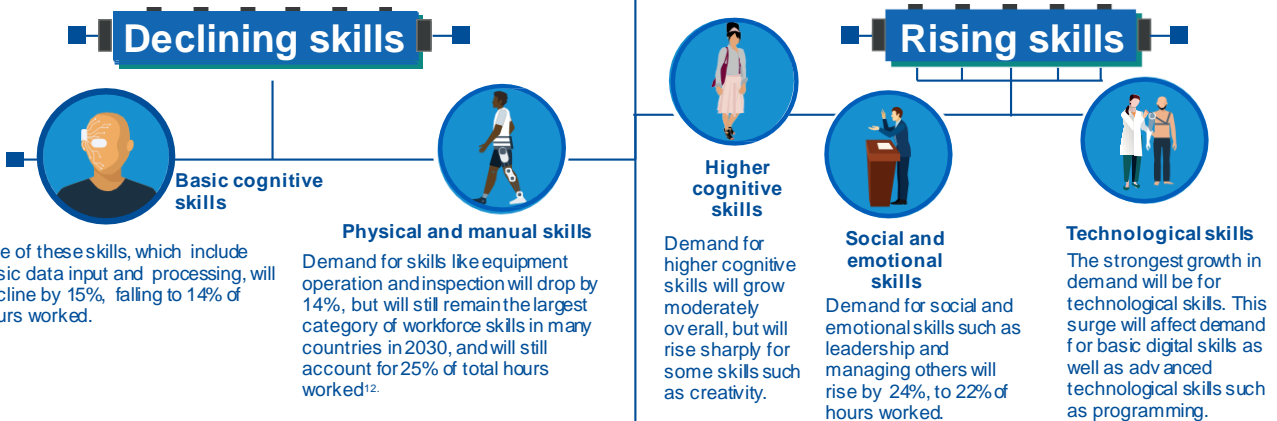 Declining skills
Basic cognitive
skills
e of these skills, which include
sic data input and processing, will
cline by 15%, falling to 14% of
urs worked.
Physical and manual skills
Demand for skills like equipment
operation and inspection will drop by
14%, but will still remain the largest
category of workforce skills in many
countries in 2030, and will still
account for 25% of total hours
worked12.
Rising skills
Higher
cognitive
skills
Demand for
higher cognitive
skills will grow
moderately
overall, but will
rise sharply for
some skills such
as creativity.
Social and
emotional
skills
Demand for social and
emotional skills such as
leadership and
managing others will
rise by 24%, to 22% of
hours worked.
Technological skills
The strongest growth in
demand will be for
technological skills. This
surge will affect demand
for basic digital skills as
well as advanced
technological skills such
as programming.